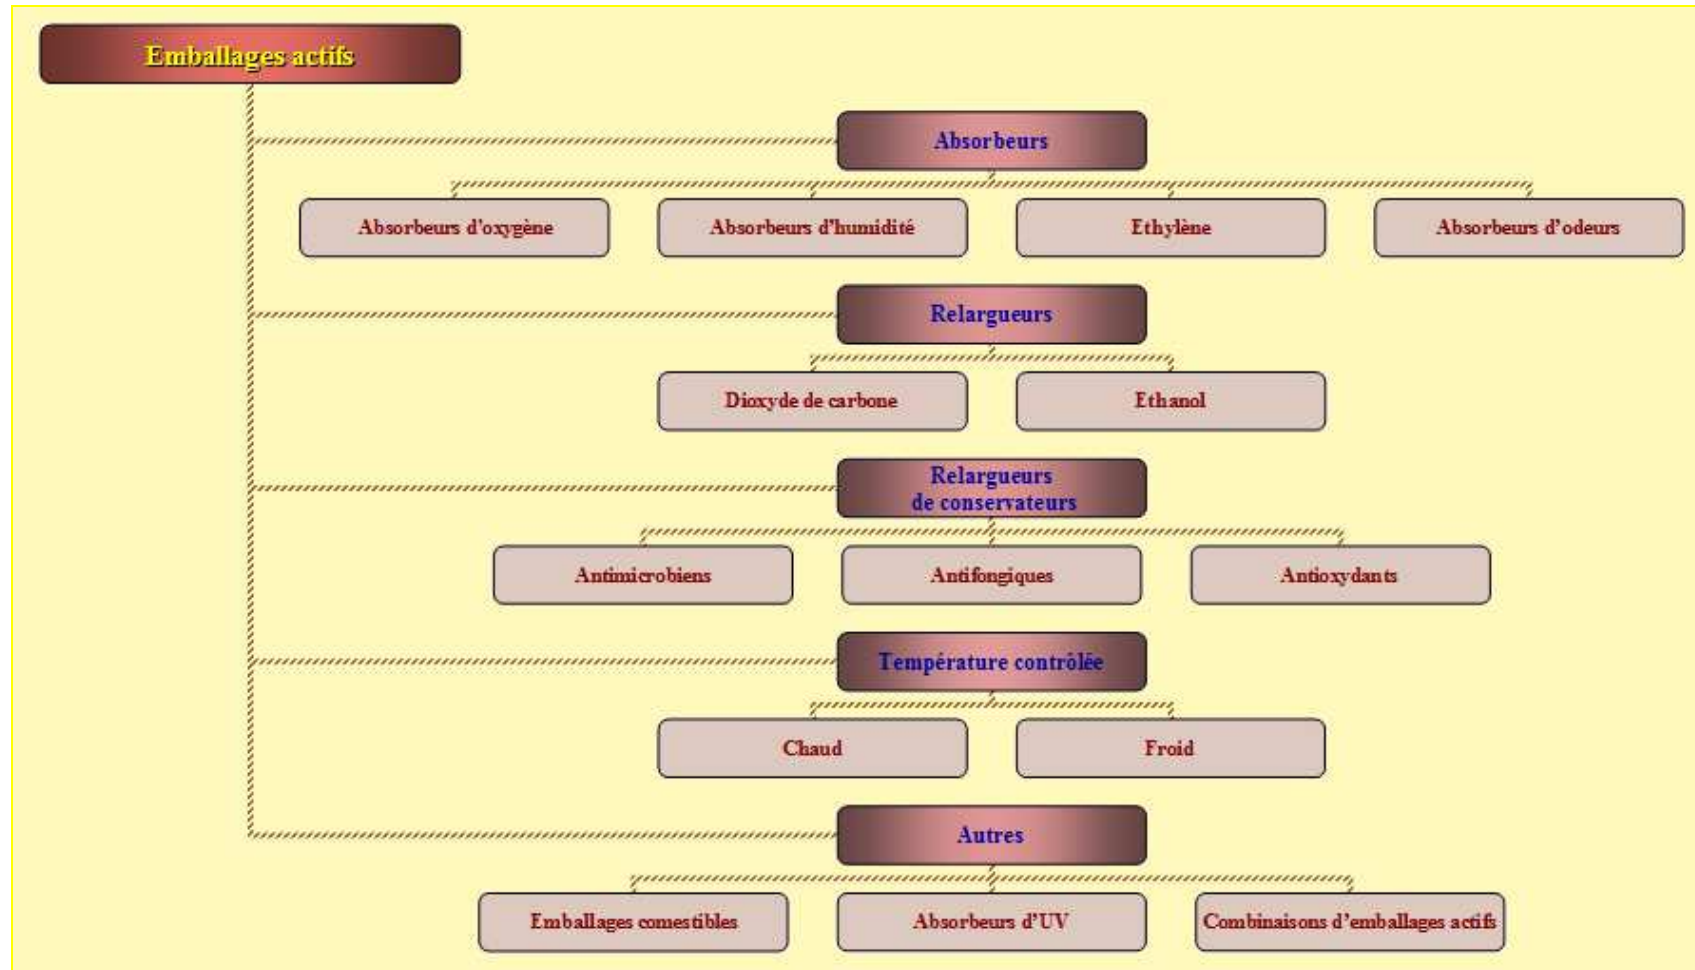 Emballages actifs
Absorbeurs
Absorbeurs d'oxygène
Absorbeurs d'humidité
Ethylène
Absorbeurs d'odeurs
Relargueurs
Dioxyde de carbone
Ethanol
Relargueurs
de conservateurs
Antimicrobiens
Antifongiques
Antioxydants
Température contrôlée
Chaud
Froid
Autres
Emballages comestibles
Absorbeurs d'UV
Combinaisons d'emballages actifs